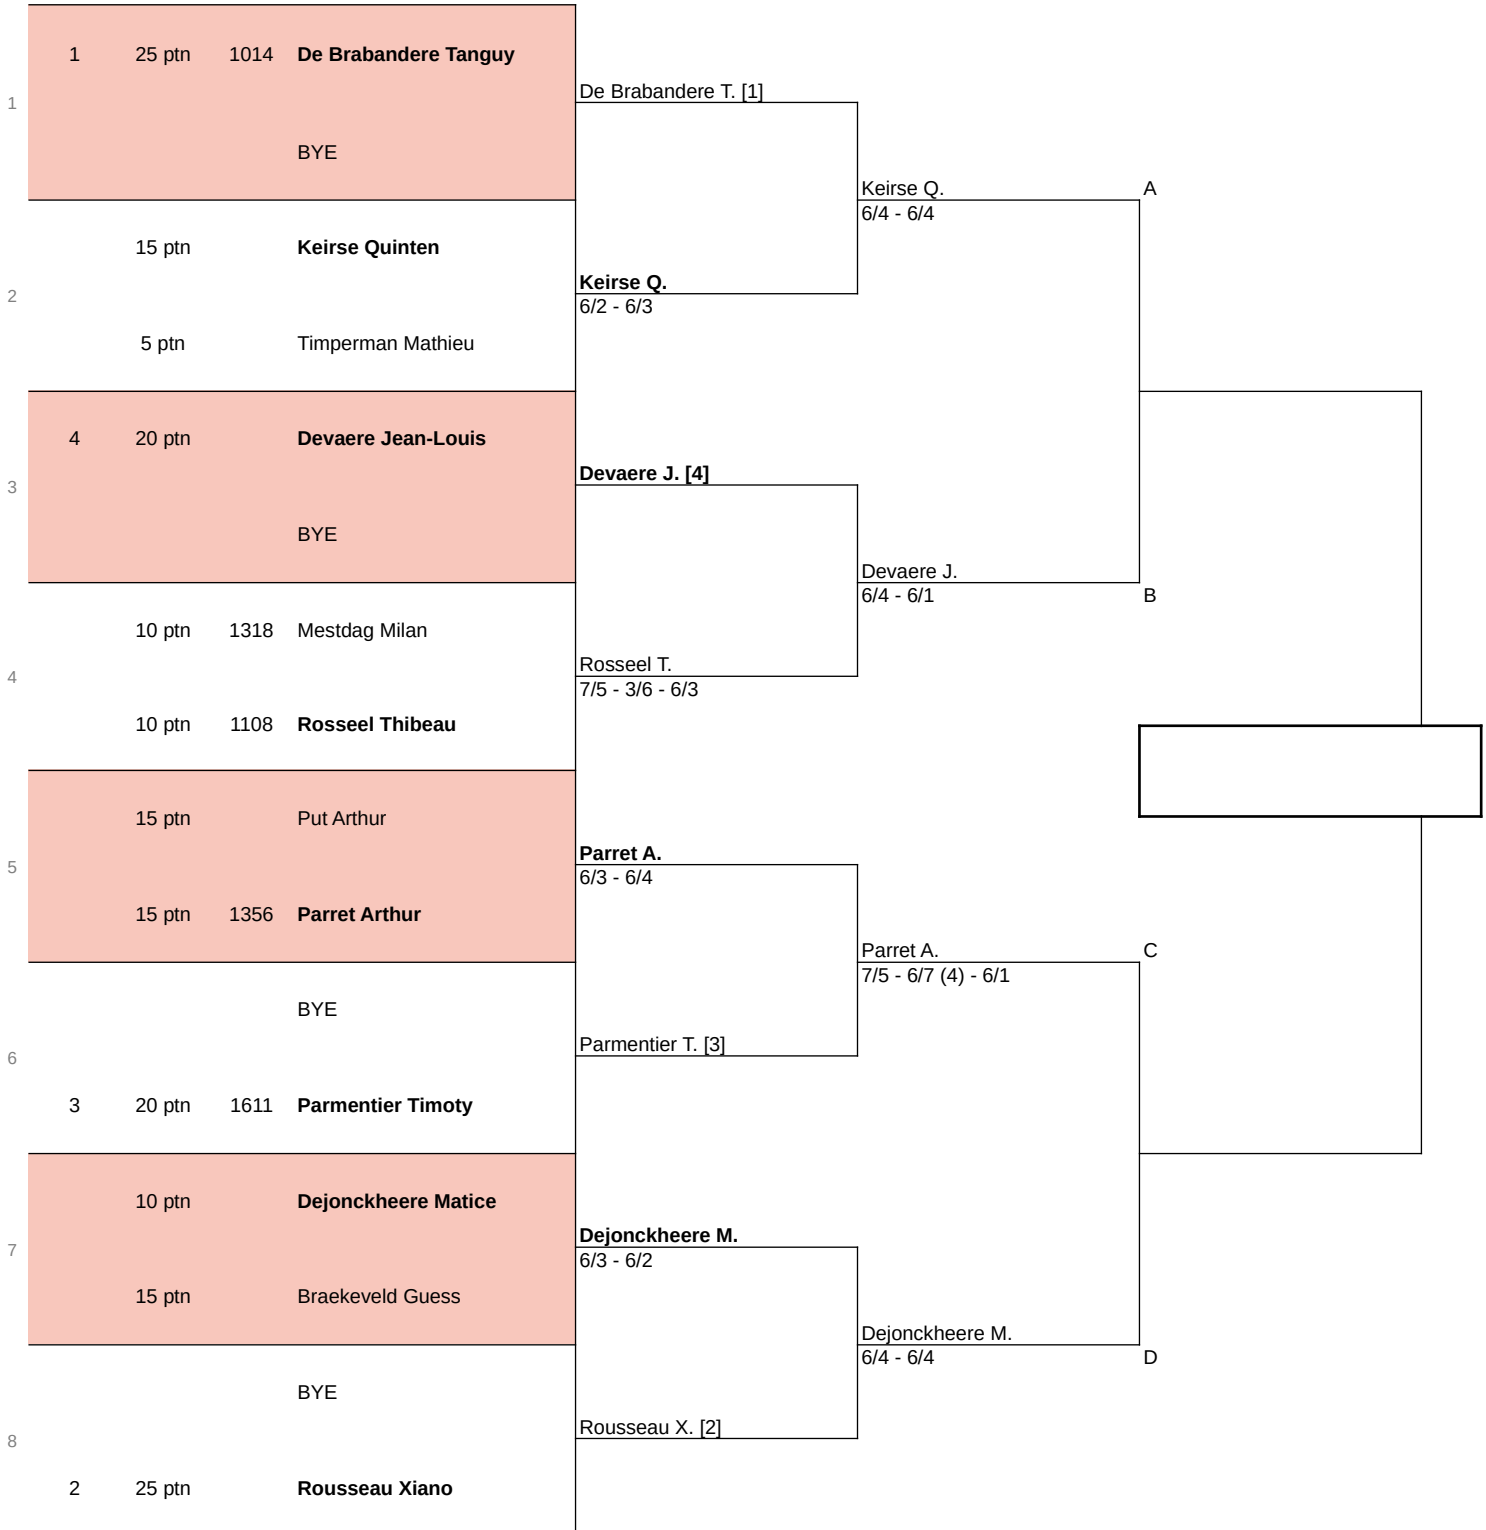 1 25 ptn 1014 De Brabandere Tanguy
De Brabandere T. [1]
1
BYE
Keirse Q. A
6/4 - 6/4
15 ptn Keirse Quinten
Keirse Q.
2
6/2 - 6/3
5 ptn Timperman Mathieu
4 20 ptn Devaere Jean-Louis
Devaere J. [4]
3
BYE
Devaere J.
6/4 - 6/1 B
10 ptn 1318 Mestdag Milan
Rosseel T.
4
7/5 - 3/6 - 6/3
10 ptn 1108 Rosseel Thibeau
15 ptn Put Arthur
Parret A.
5
6/3 - 6/4
15 ptn 1356 Parret Arthur
Parret A. C
7/5 - 6/7 (4) - 6/1
BYE
Parmentier T. [3]
6
3 20 ptn 1611 Parmentier Timoty
10 ptn Dejonckheere Matice
Dejonckheere M.
7
6/3 - 6/2
15 ptn Braekeveld Guess
Dejonckheere M.
6/4 - 6/4 D
BYE
Rousseau X. [2]
8
2 25 ptn Rousseau Xiano